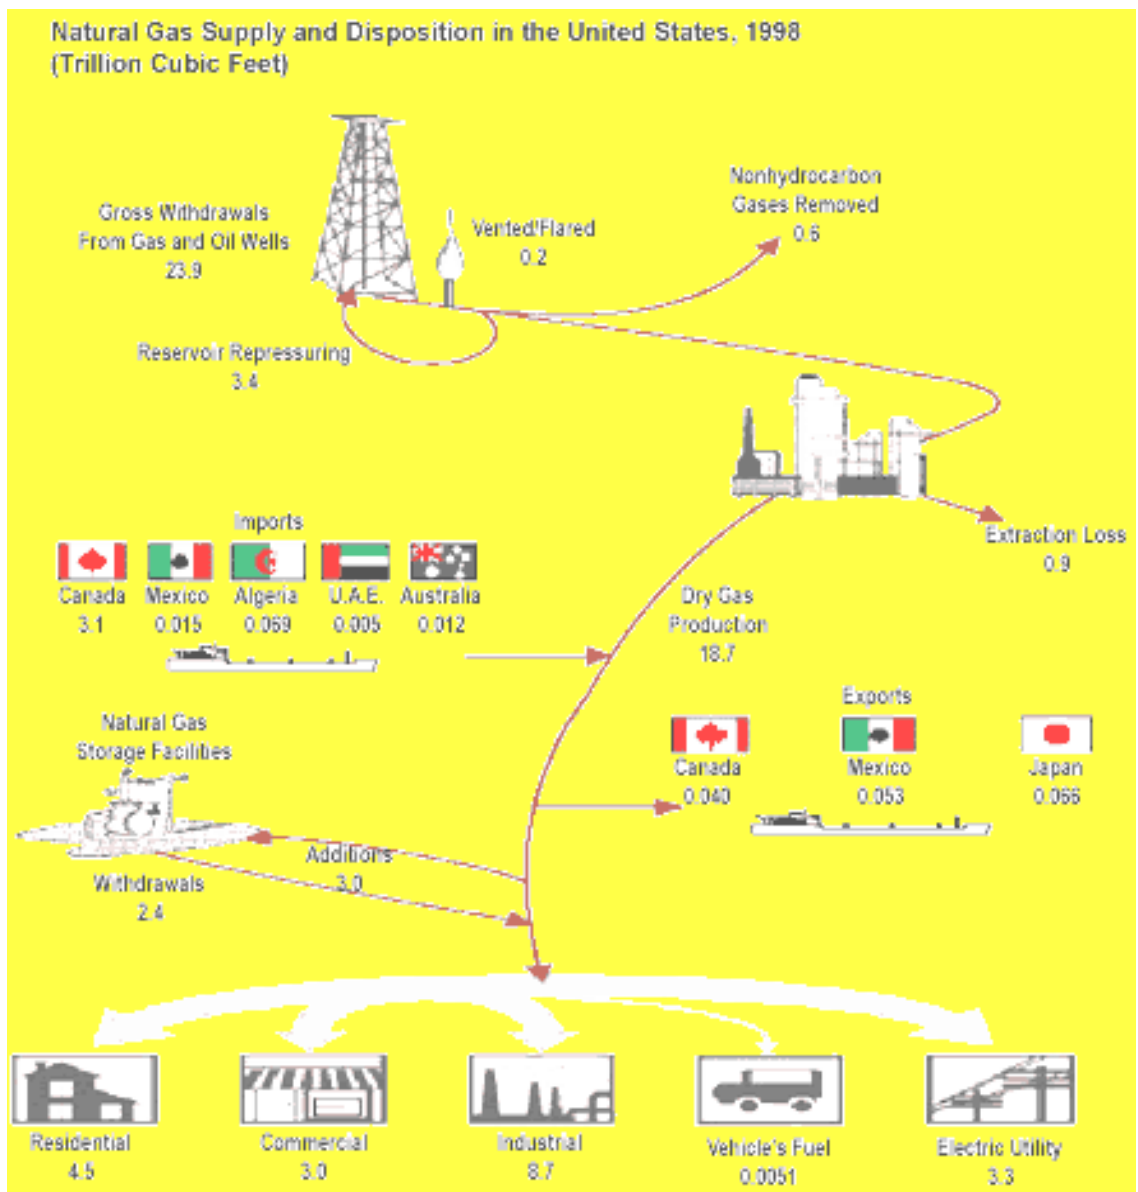 Natural Gas Supply and Disposition in the United States, 1998
(Trillion Cubic Feet)
Nonhydrocarbon
Gases Removed
0.6
Gross Withdrawals
From Gas and Oil Wells
23.9
Vented/Flared
0.2
Reservoir Repressuring
3.4
Extraction Loss
0.9
Imports
Canada Mexico Algeria U.A.E. Australia
3.1 0.015 0.069 0.005 0.012
Dry Gas
Production
18.7
Exports
Canada Mexico Japan
0.040 0.053 0.066
Natural Gas
Storage Facilities
Additions
3.0
Withdrawals
2.4
Residential
4.5
Commercial
3.0
Industrial
8.7
Vehicle's Fuel
0.0051
Electric Utility
3.3